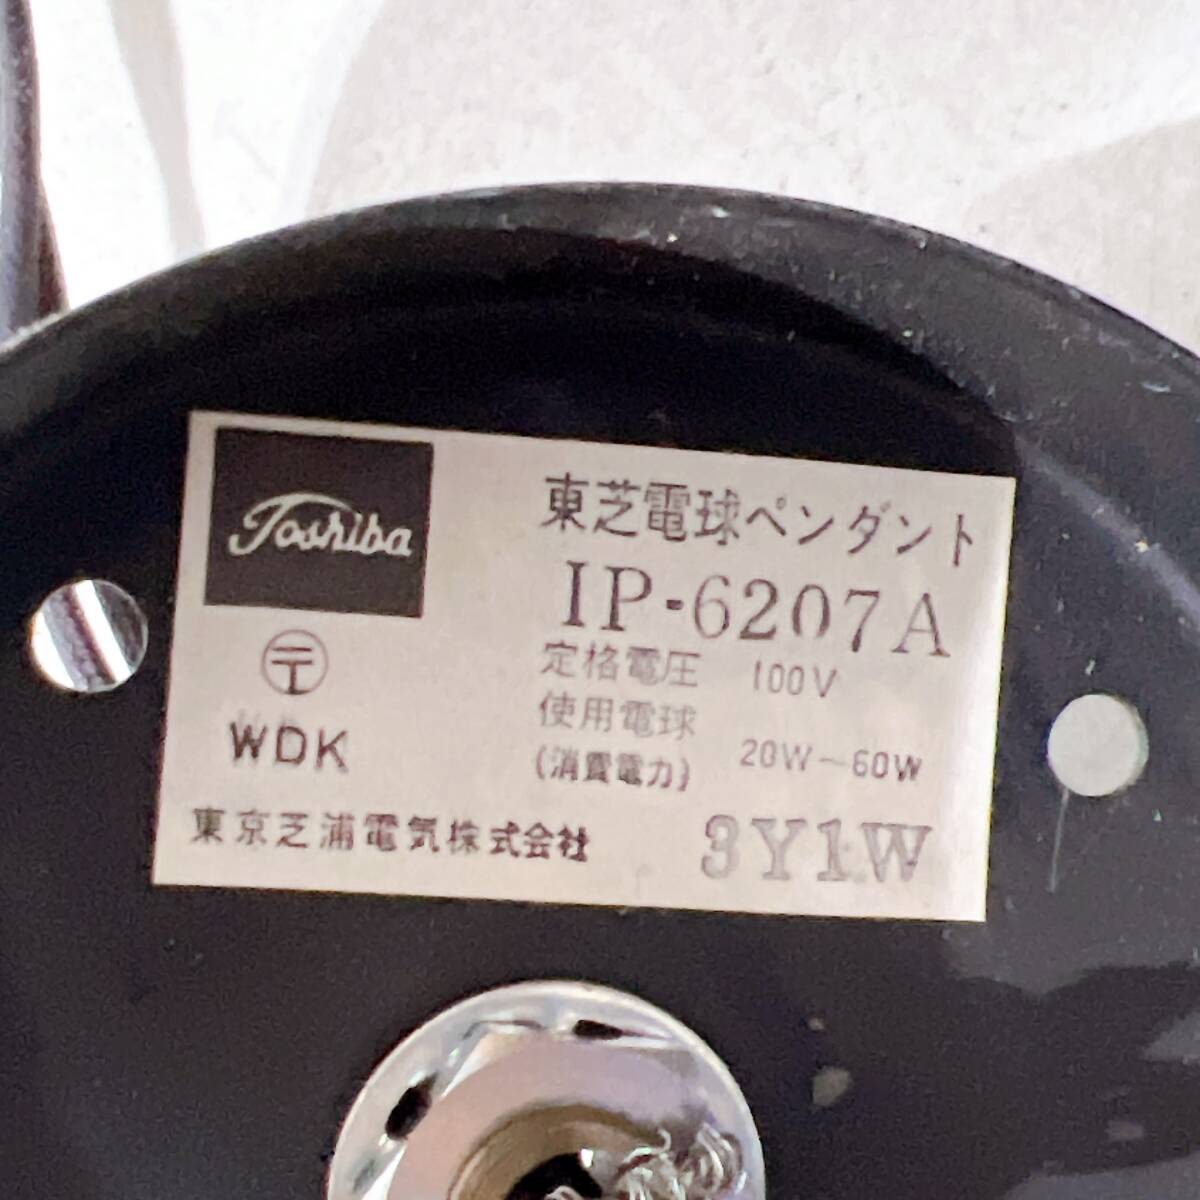 Toshiba
東芝電球ペンダント
IP-6207A
定格電圧 100V
使用電球
(消費電力) 20W~60W
〒
WDK
東京芝浦電気株式会社 3Y1W